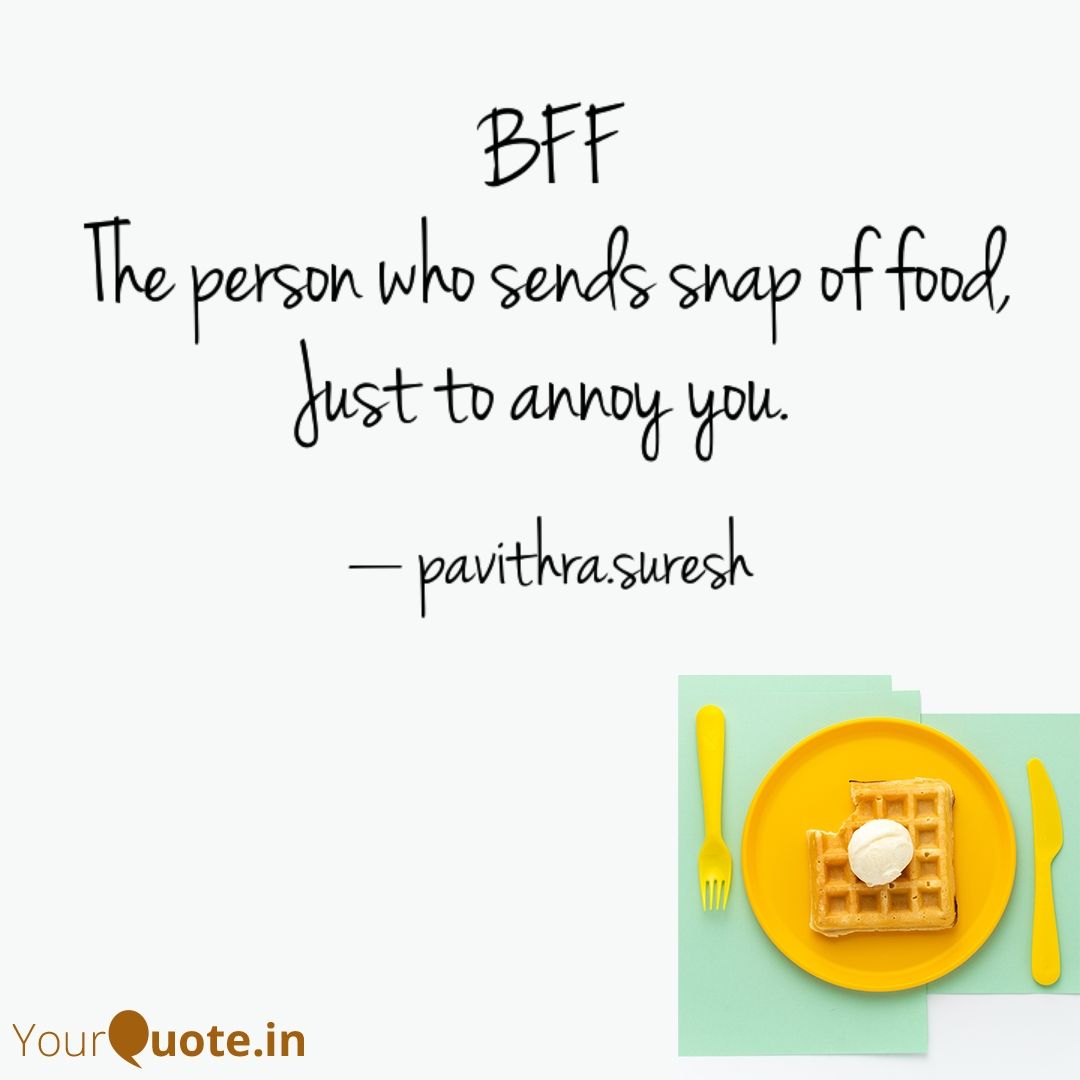 BFF
The person who sends snap of food,
Just to annoy you.
— pavithra.suresh
YourQuote.in